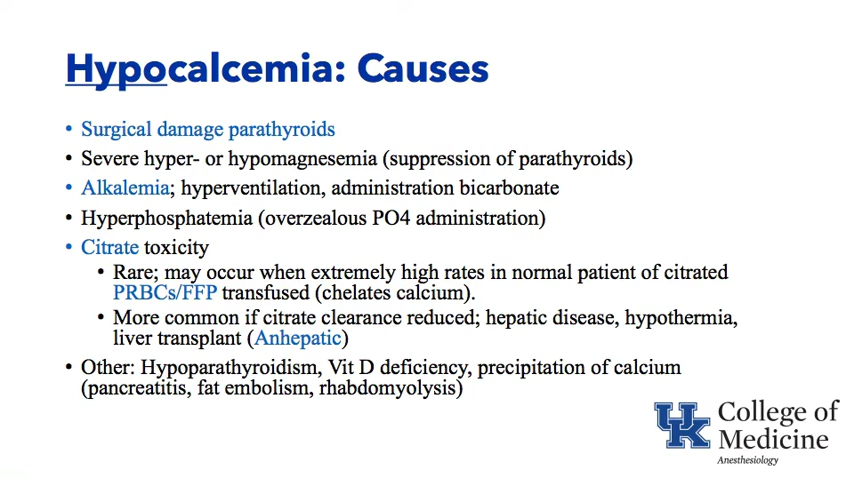 Hypocalcemia: Causes
• Surgical damage parathyroids
• Severe hyper- or hypomagnesemia (suppression of parathyroids)
• Alkalemia; hyperventilation, administration bicarbonate
• Hyperphosphatemia (overzealous PO4 administration)
• Citrate toxicity
• Rare; may occur when extremely high rates in normal patient of citrated
PRBCs/FFP transfused (chelates calcium).
• More common if citrate clearance reduced; hepatic disease, hypothermia,
liver transplant (Anhepatic)
• Other: Hypoparathyroidism, Vit D deficiency, precipitation of calcium
(pancreatitis, fat embolism, rhabdomyolysis)
UK
College of
Medicine
Anesthesiology